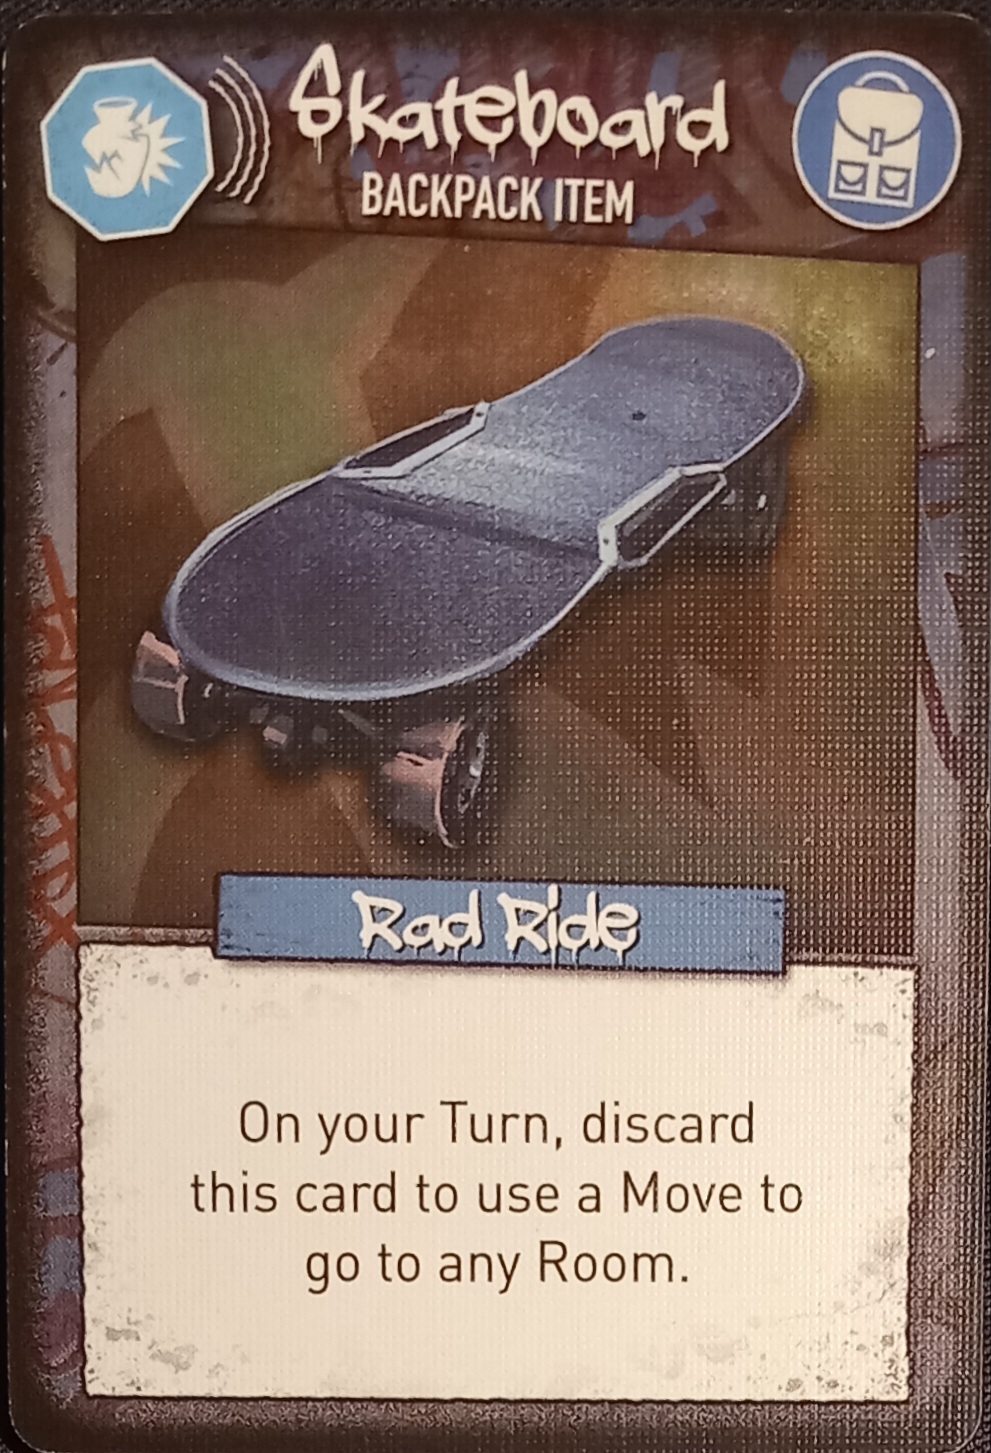 Skateboard
BACKPACK ITEM
Rad Ride
On your Turn, discard
this card to use a Move to
go to any Room.